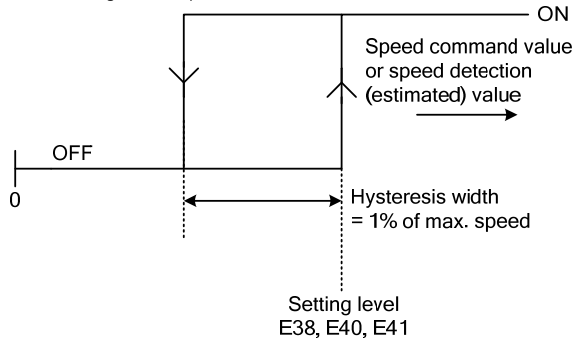 ON
Speed command value
or speed detection
(estimated) value
OFF
0
Hysteresis width
= 1% of max. speed
Setting level
E38, E40, E41